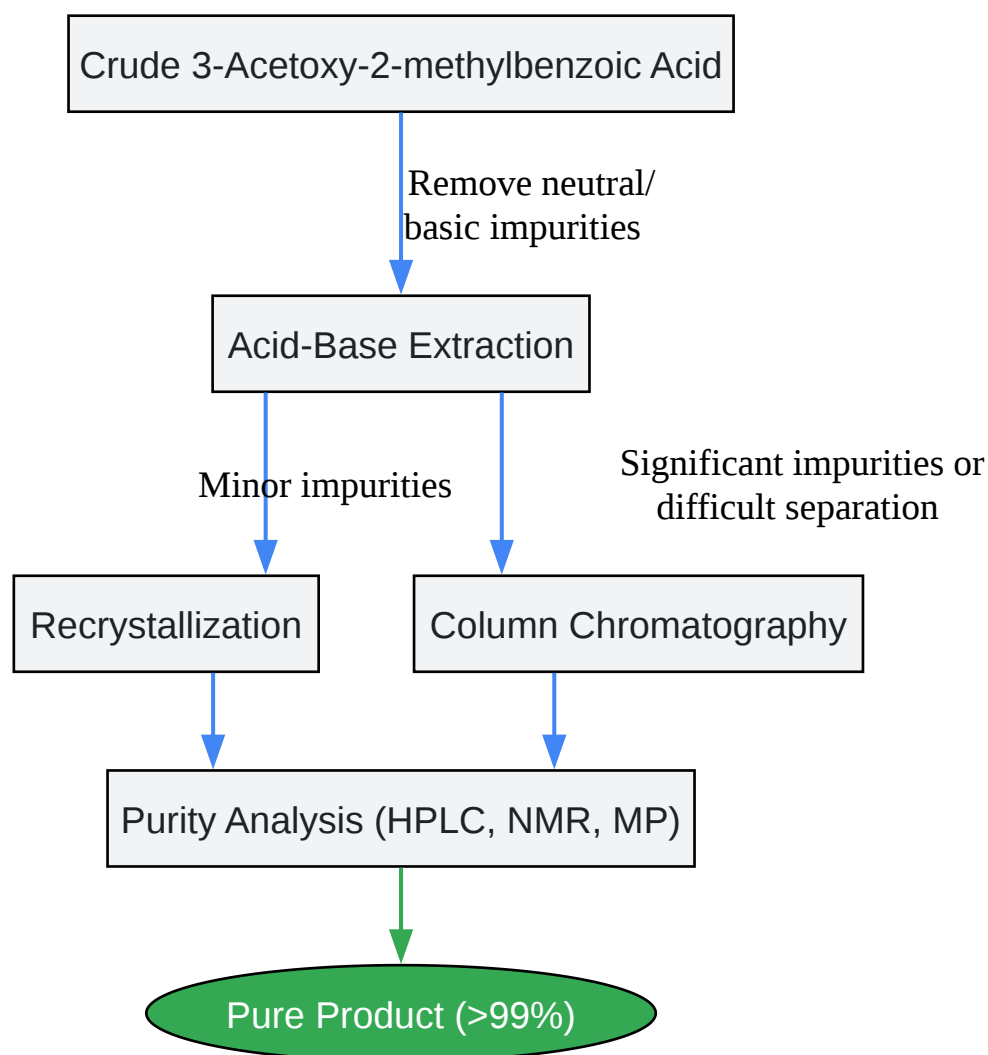 Crude 3-Acetoxy-2-methylbenzoic Acid
Remove neutral/
basic impurities
Acid-Base Extraction
Minor impurities
Significant impurities or
difficult separation
Recrystallization
Column Chromatography
Purity Analysis (HPLC, NMR, MP)
Pure Product (>99%)